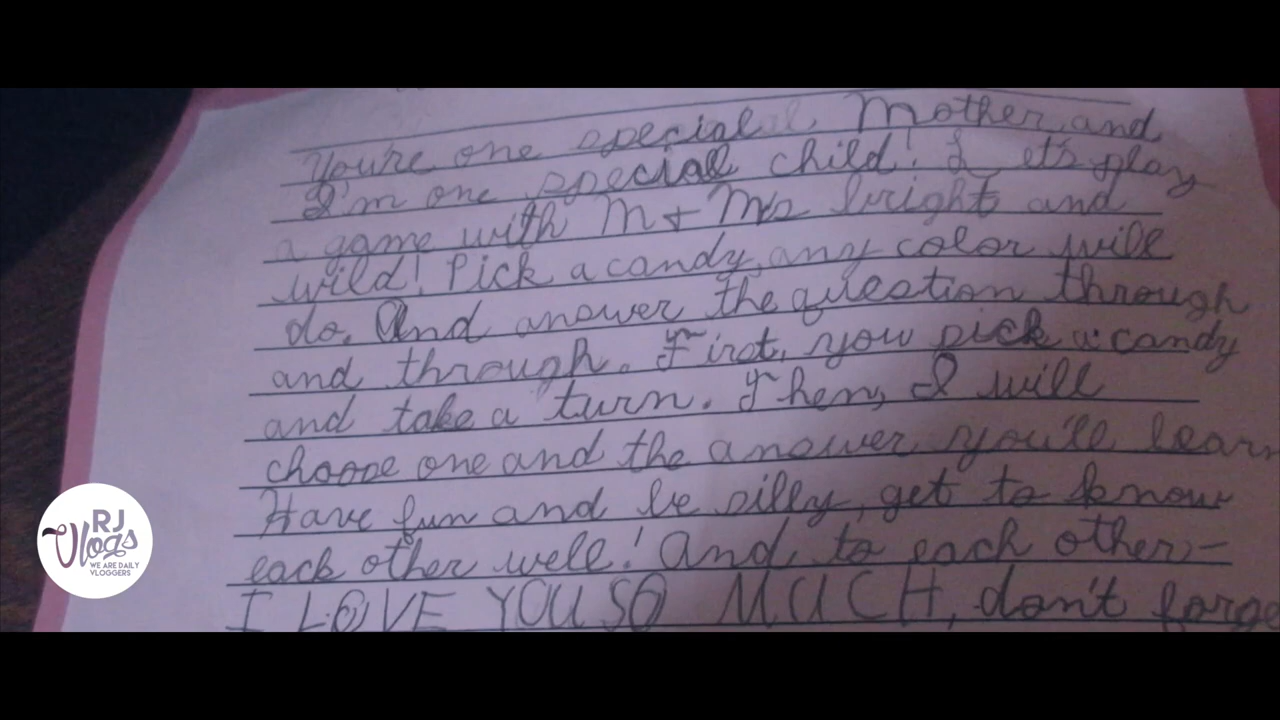 You're one special Mother, and
I'm one special child! Let's play
a game with M + M's bright and
wild! Pick a candy, any color will
do. And answer the question through
and through. First, you pick a candy
and take a turn. Then, I will
choose one and the answer you'll learn
Have fun and be silly, get to know
each other well! And to each other –
I LOVE YOU SO MUCH, don't forge
RJ
Vlogs
WE ARE DAILY
VLOGGERS